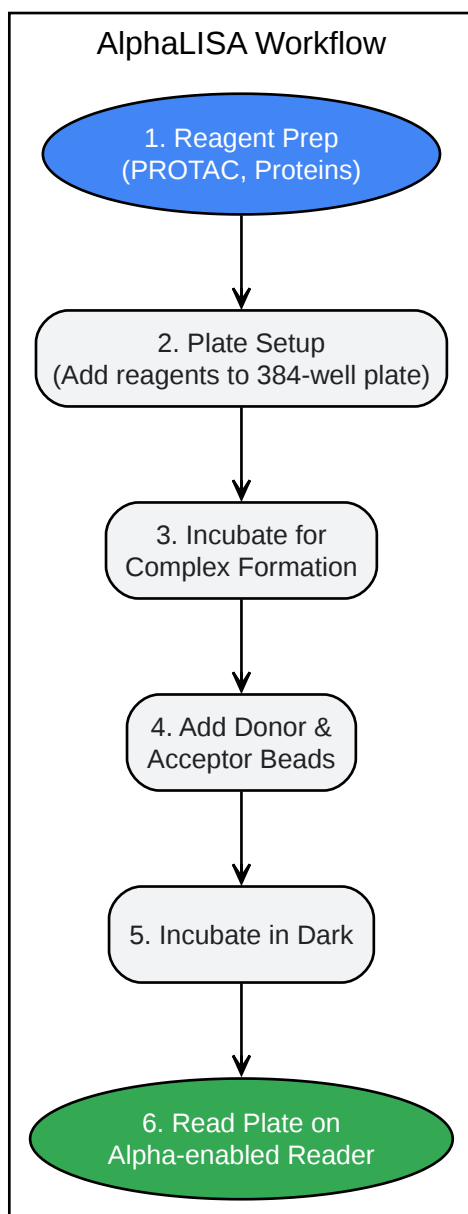 AlphaLISA Workflow
1. Reagent Prep
(PROTAC, Proteins)
2. Plate Setup
(Add reagents to 384-well plate)
3. Incubate for
Complex Formation
4. Add Donor &
Acceptor Beads
5. Incubate in Dark
6. Read Plate on
Alpha-enabled Reader